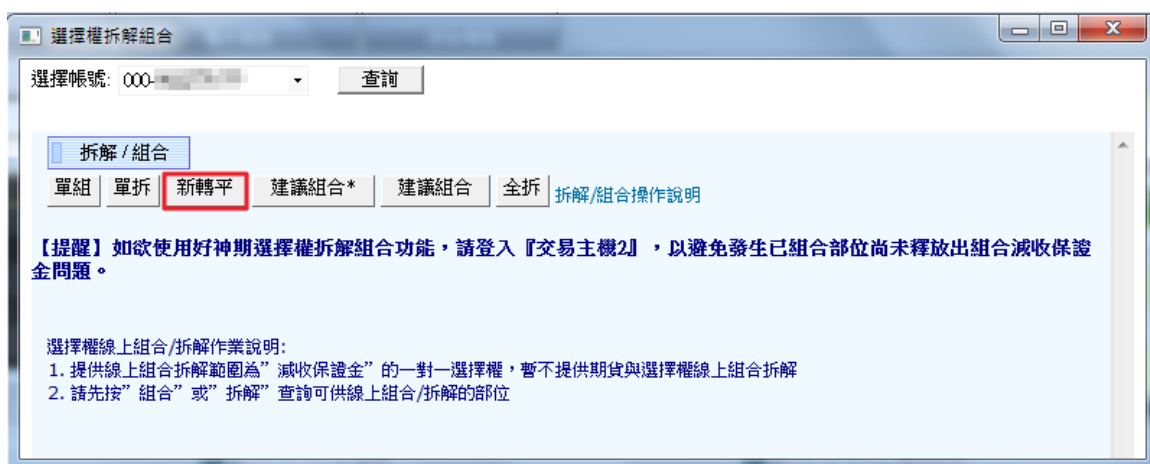 選擇權拆解組合
選擇帳號: 000- 查詢
拆解 / 組合
單組 單拆 新轉平 建議組合* 建議組合 全拆 拆解/組合操作說明
【提醒】如欲使用好神期選擇權拆解組合功能，請登入『交易主機2』，以避免發生已組合部位尚未釋放出組合減收保證
金問題。
選擇權線上組合/拆解作業說明:
1. 提供線上組合拆解範圍為”減收保證金”的一對一選擇權，暫不提供期貨與選擇權線上組合拆解
2. 請先按”組合”或”拆解”查詢可供線上組合/拆解的部位